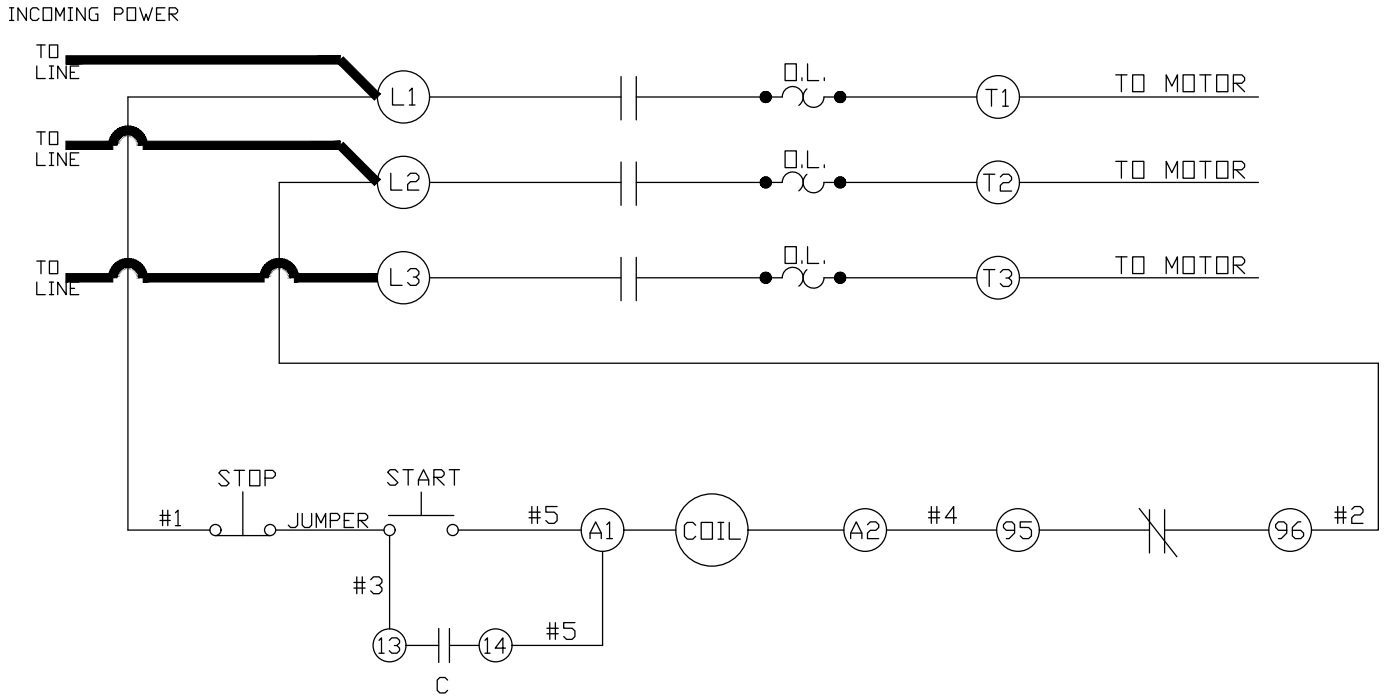 INCOMING POWER
TO
LINE
O.L.
L1
T1
TO MOTOR
TO
LINE
O.L.
L2
T2
TO MOTOR
TO
LINE
O.L.
L3
T3
TO MOTOR
STOP
START
#1
JUMPER
#5
A1
COIL
A2
#4
95
96
#2
#3
13
14
#5
C